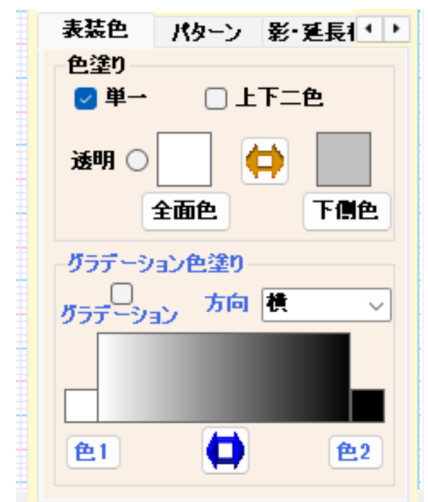 表装色 パターン 影・延長
色塗り
単一 上下二色
透明
全面色 下側色
グラデーション色塗り
グラデーション 方向 横
色1 色2